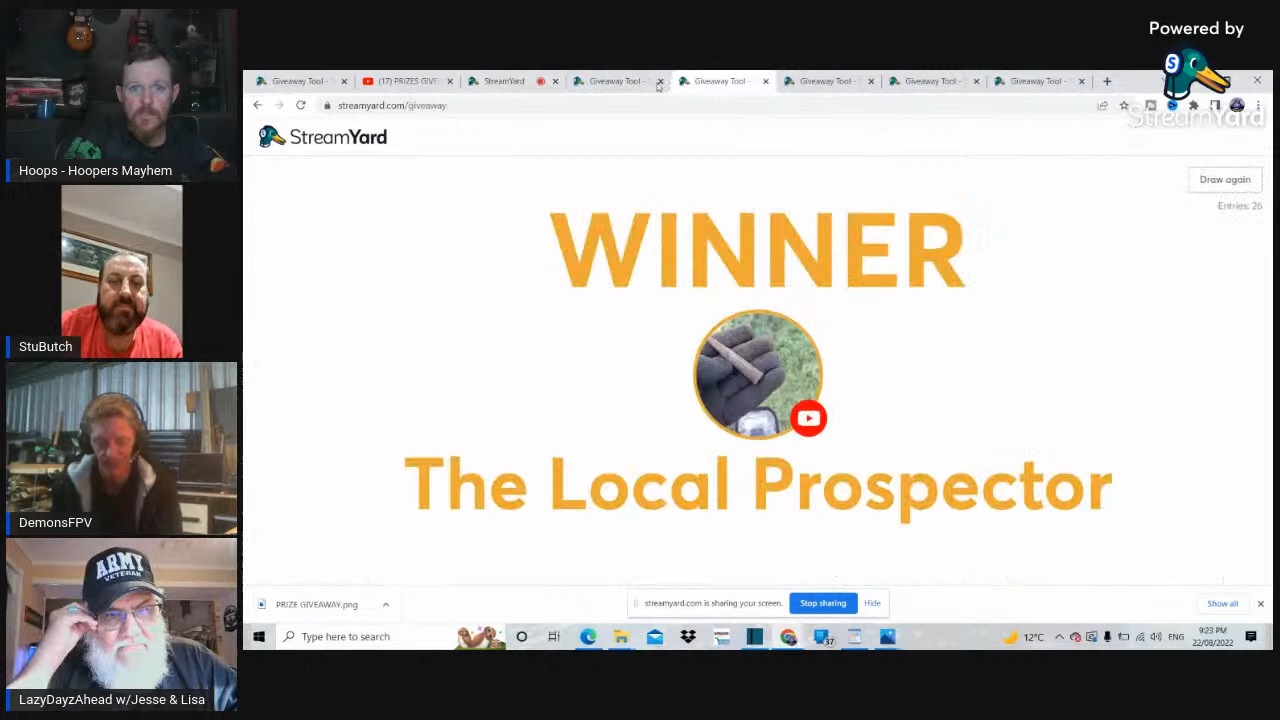 Powered by
StreamYard
Hoops - Hoopers Mayhem
StuButch
DemonsFPV
ARMY
VETERAN
LazyDayzAhead w/Jesse & Lisa
Giveaway Tool -
(17) PRIZES GIVE
StreamYard
Giveaway Tool -
Giveaway Tool -
Giveaway Tool -
Giveaway Tool -
Giveaway Tool -
streamyard.com/giveaway
StreamYard
Draw again
Entries: 26
WINNER
The Local Prospector
PRIZE GIVEAWAY.png
streamyard.com is sharing your screen.
Stop sharing
Hide
Show all
Type here to search
37
12°C
ENG
9:23 PM
22/08/2022